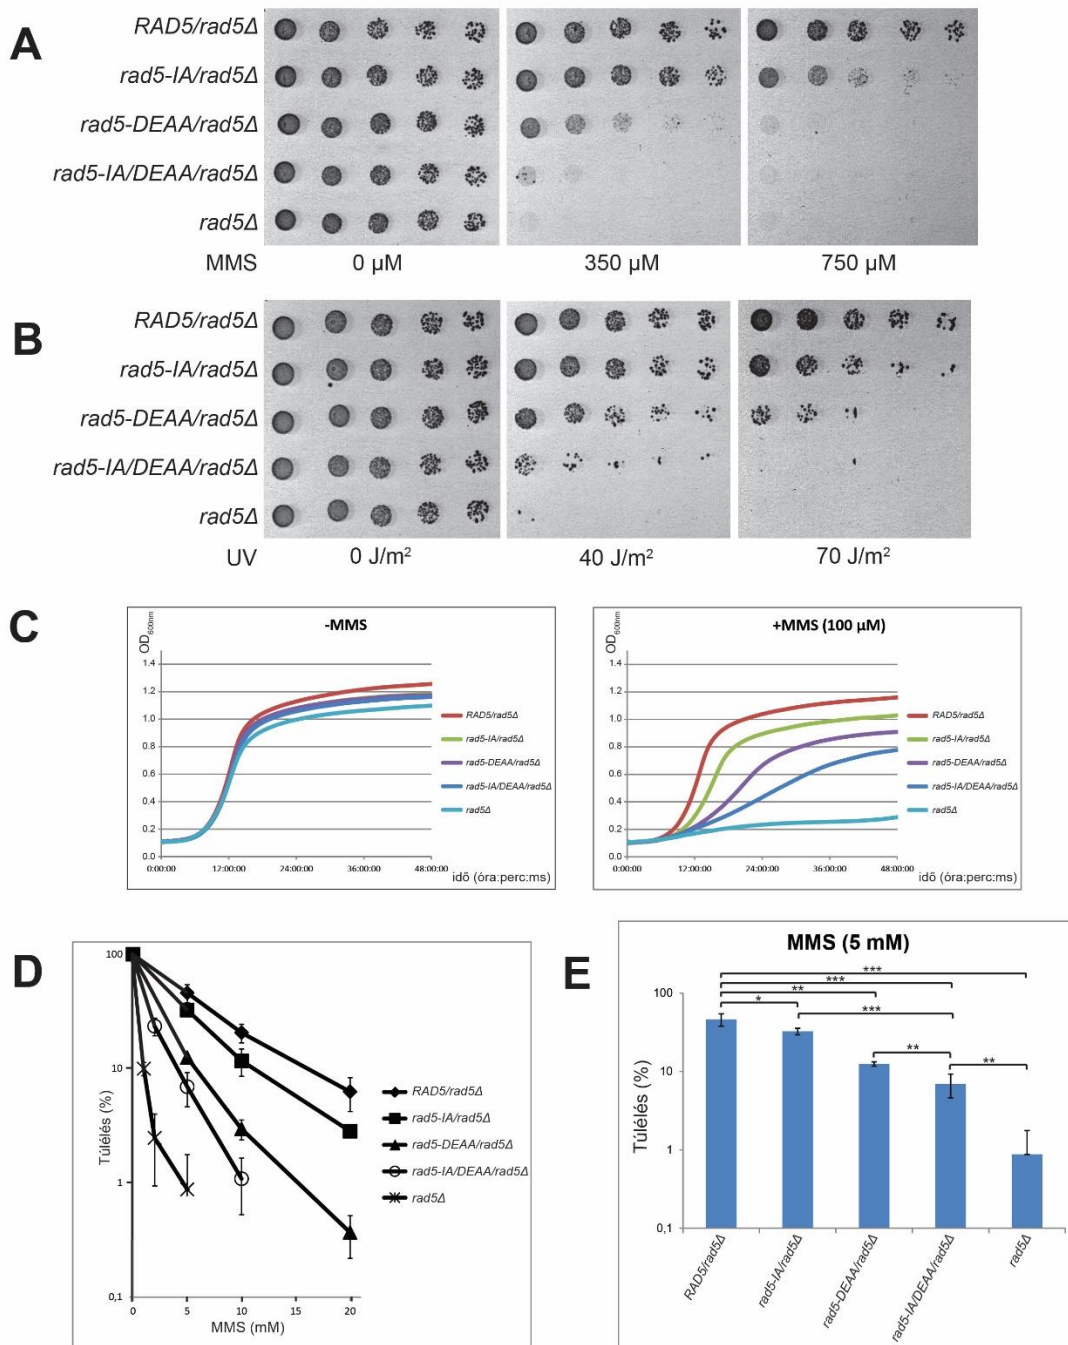 A
RAD5/rad5Δ
rad5-IA/rad5Δ
rad5-DEAA/rad5Δ
rad5-IA/DEAA/rad5Δ
rad5Δ
MMS 0 µM 350 µM 750 µM
B
RAD5/rad5Δ
rad5-IA/rad5Δ
rad5-DEAA/rad5Δ
rad5-IA/DEAA/rad5Δ
rad5Δ
UV 0 J/m² 40 J/m² 70 J/m²
C
-MMS
OD600nm
1.4
1.2
1.0
0.8
0.6
0.4
0.2
0.0
0:00:00 12:00:00 24:00:00 36:00:00 48:00:00
idő (óra:perc:ms)
RAD5/rad5Δ
rad5-IA/rad5Δ
rad5-DEAA/rad5Δ
rad5-IA/DEAA/rad5Δ
rad5Δ
+MMS (100 µM)
OD600nm
1.4
1.2
1.0
0.8
0.6
0.4
0.2
0.0
0:00:00 12:00:00 24:00:00 36:00:00 48:00:00
idő (óra:perc:ms)
RAD5/rad5Δ
rad5-IA/rad5Δ
rad5-DEAA/rad5Δ
rad5-IA/DEAA/rad5Δ
rad5Δ
D
Túlélés (%)
100
10
1
0,1
0 5 10 15 20
MMS (mM)
RAD5/rad5Δ
rad5-IA/rad5Δ
rad5-DEAA/rad5Δ
rad5-IA/DEAA/rad5Δ
rad5Δ
E
MMS (5 mM)
Túlélés (%)
100
10
1
0,1
***
***
**
*
***
**
**
RAD5/rad5Δ
rad5-IA/rad5Δ
rad5-DEAA/rad5Δ
rad5-IA/DEAA/rad5Δ
rad5Δ